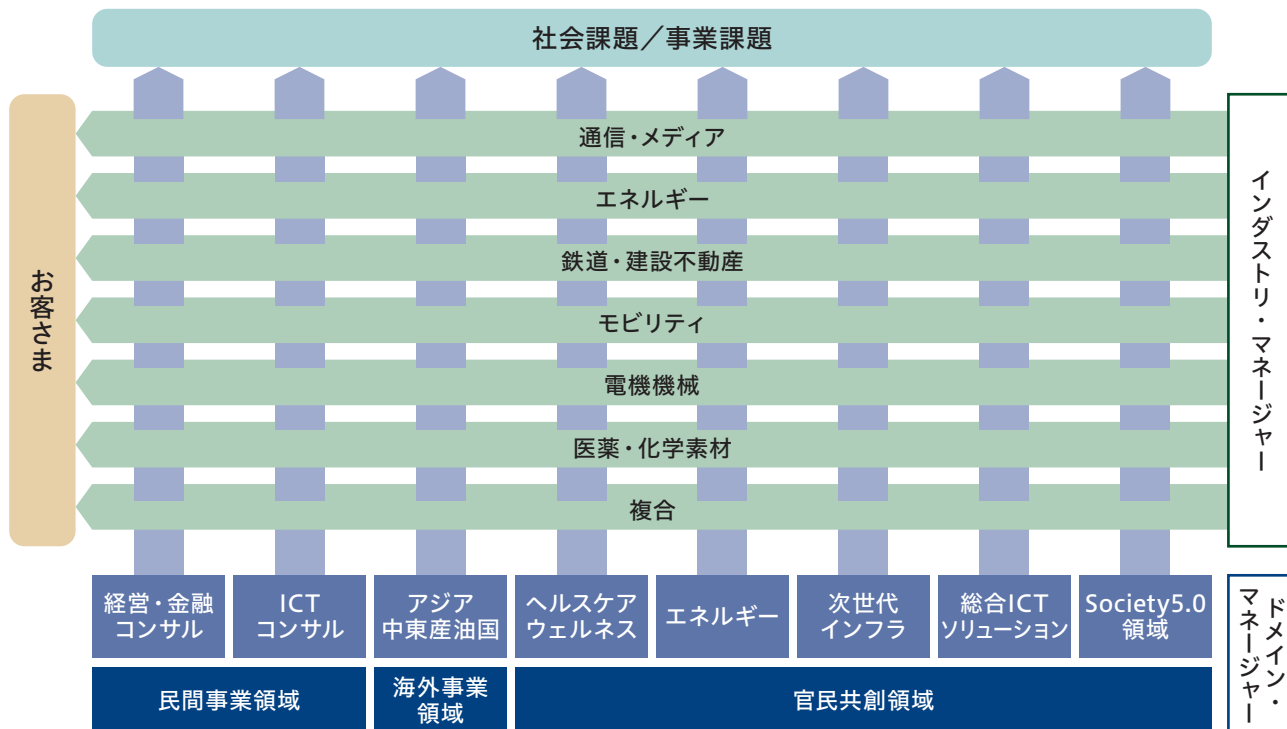 社会課題／事業課題
お客さま
通信・メディア
エネルギー
鉄道・建設不動産
モビリティ
電機機械
医薬・化学素材
複合
インダストリ・マネージャー
経営・金融
コンサル
ICT
コンサル
アジア
中東産油国
ヘルスケア
ウェルネス
エネルギー
次世代
インフラ
総合ICT
ソリューション
Society5.0
領域
ドメイン・
マネージャー
民間事業領域
海外事業
領域
官民共創領域